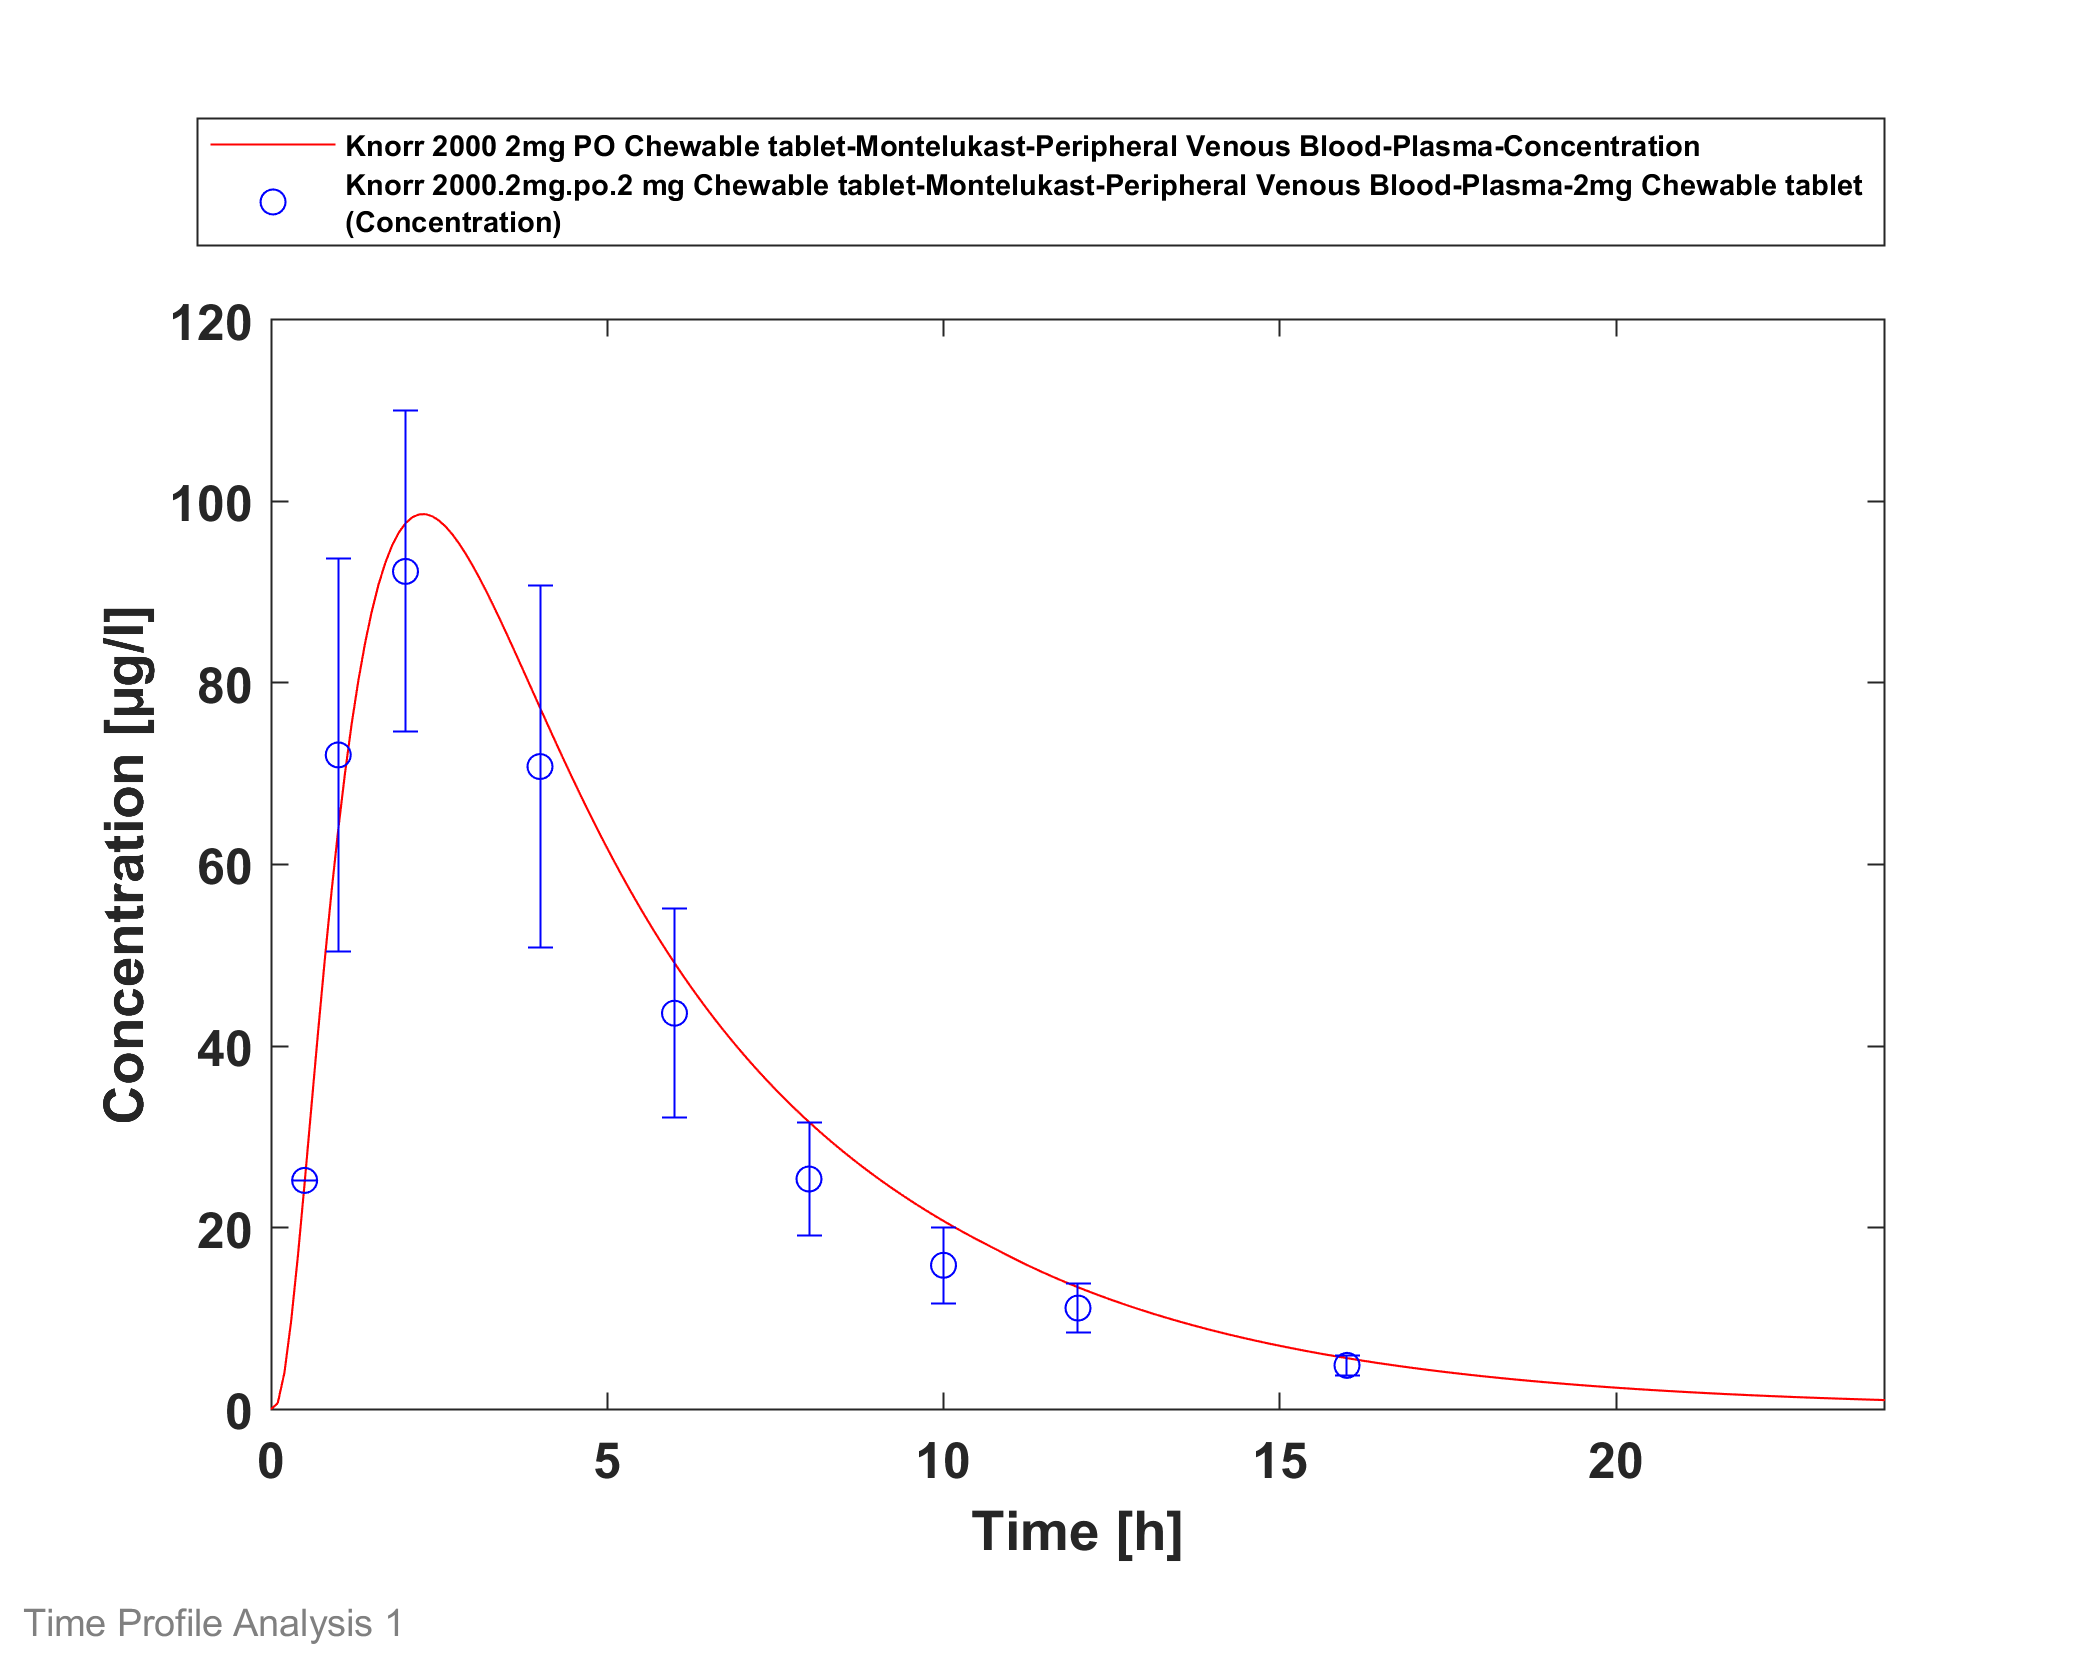 Knorr 2000 2mg PO Chewable tablet-Montelukast-Peripheral Venous Blood-Plasma-Concentration
Knorr 2000.2mg.po.2 mg Chewable tablet-Montelukast-Peripheral Venous Blood-Plasma-2mg Chewable tablet
(Concentration)
120
100
80
60
40
20
0
Concentration [µg/l]
0 5 10 15 20
Time [h]
Time Profile Analysis 1